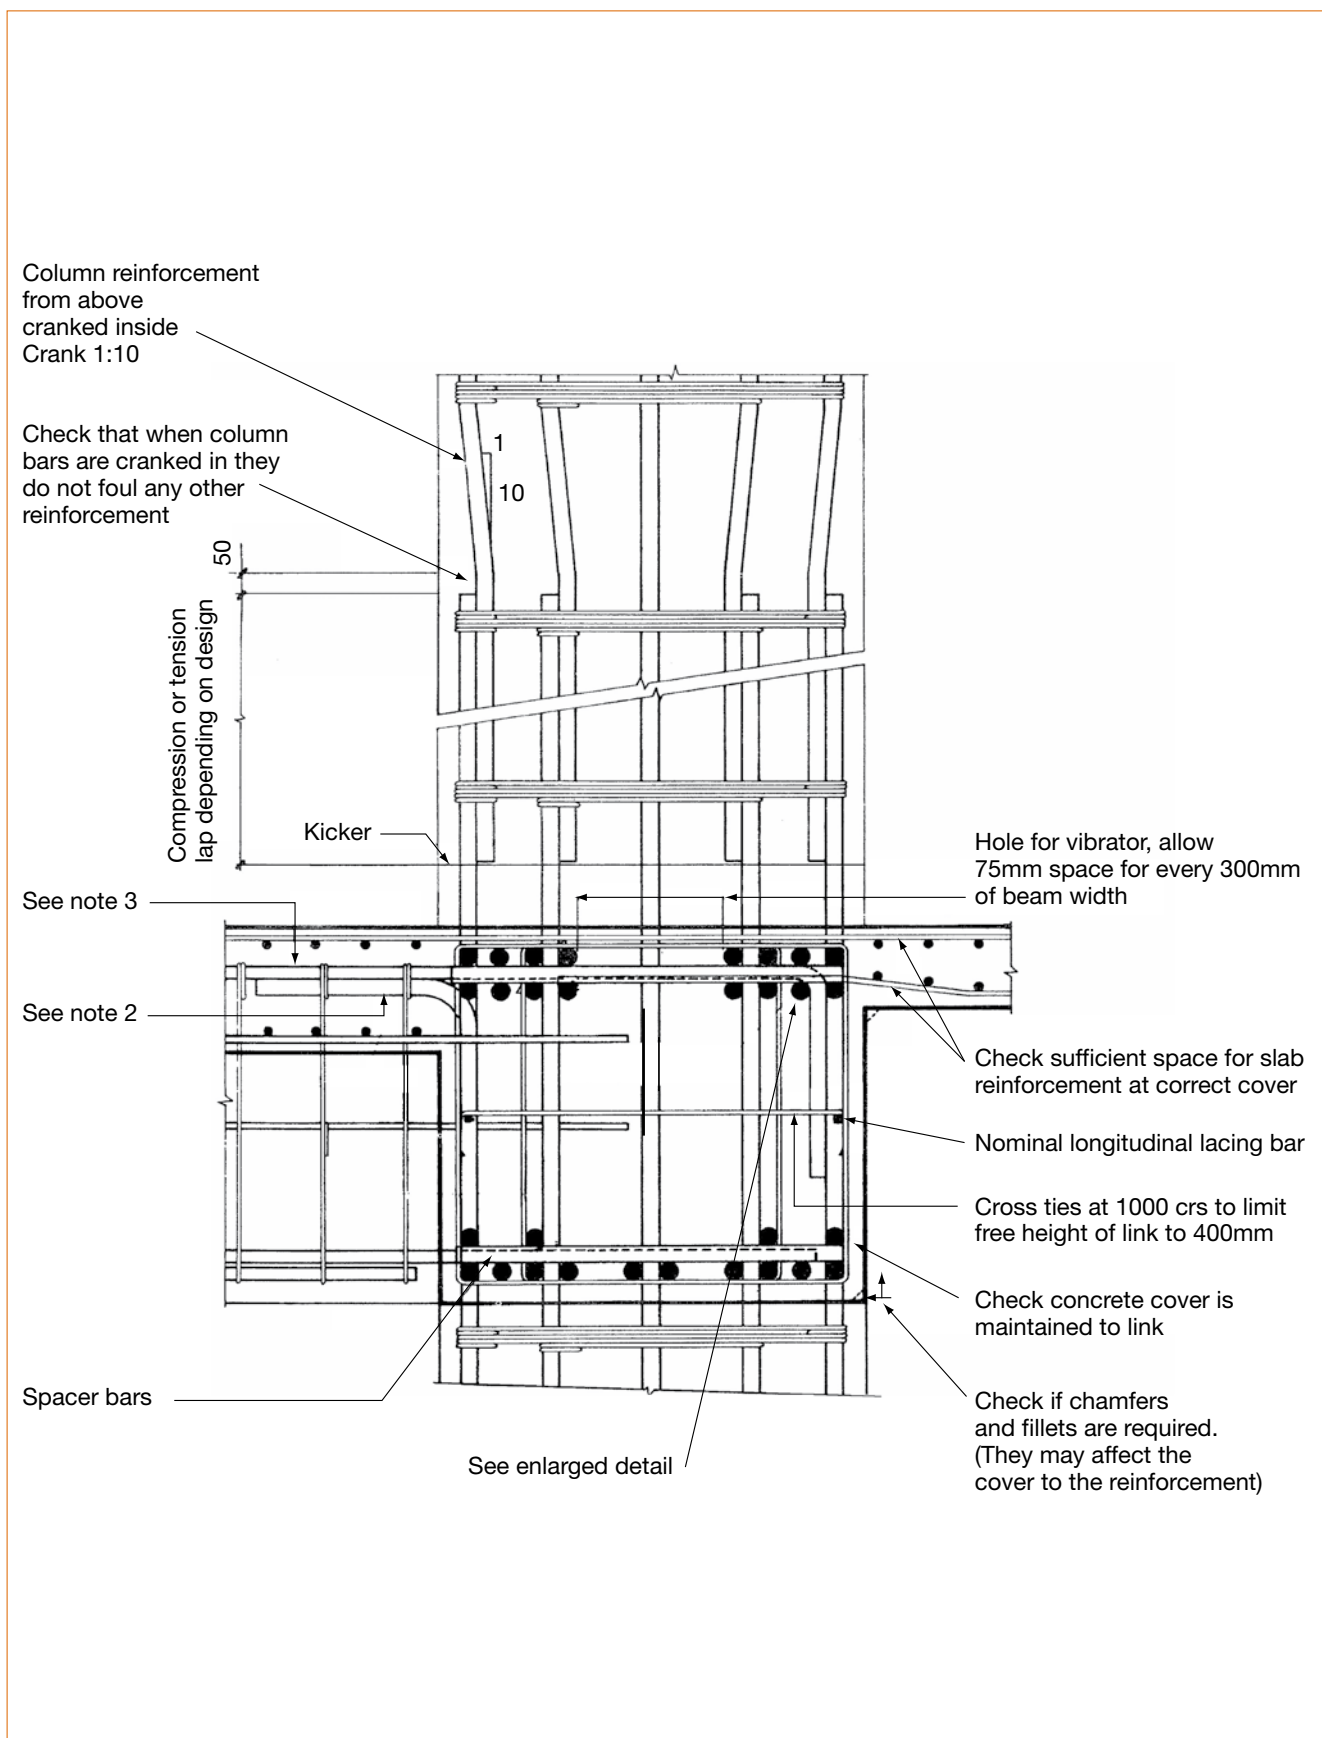 Column reinforcement
from above
cranked inside
Crank 1:10
Check that when column
bars are cranked in they
do not foul any other
reinforcement
1
10
50
Compression or tension
lap depending on design
Kicker
Hole for vibrator, allow
75mm space for every 300mm
of beam width
See note 3
See note 2
Check sufficient space for slab
reinforcement at correct cover
Nominal longitudinal lacing bar
Cross ties at 1000 crs to limit
free height of link to 400mm
Check concrete cover is
maintained to link
Spacer bars
Check if chamfers
and fillets are required.
(They may affect the
cover to the reinforcement)
See enlarged detail